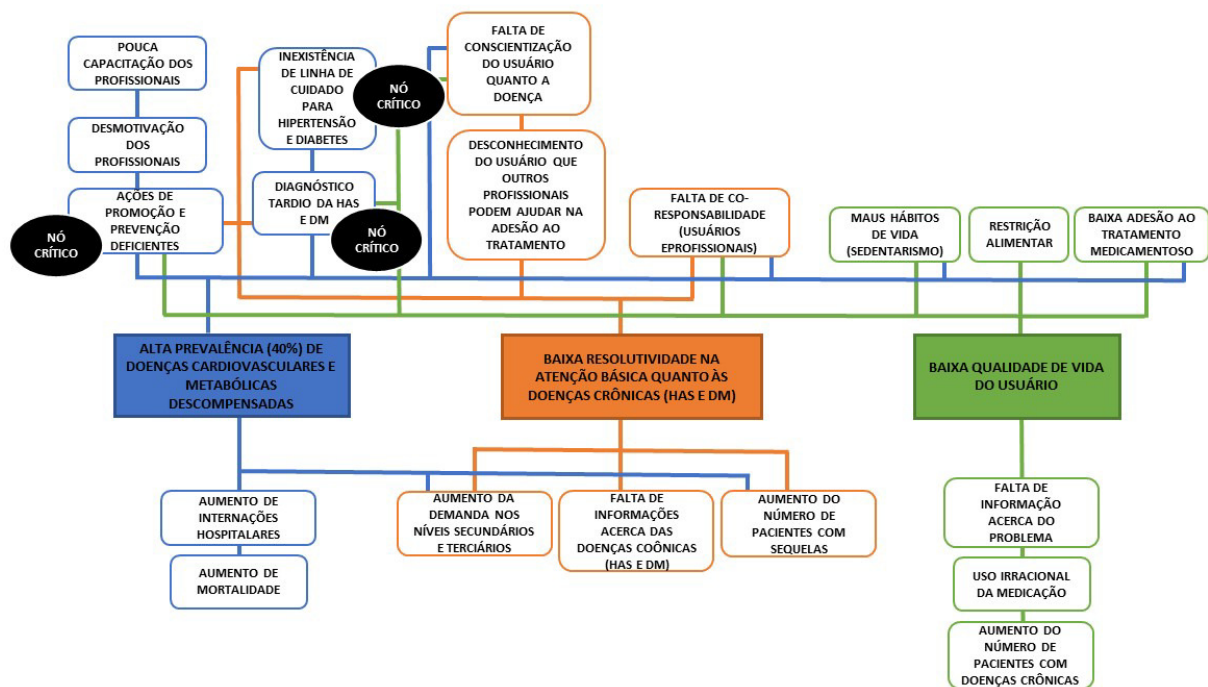 POUCA
CAPACITAÇÃO DOS
PROFISSIONAIS
DESMOTIVAÇÃO
DOS
PROFISSIONAIS
AÇÕES DE
PROMOÇÃO E
PREVENÇÃO
DEFICIENTES
NÓ
CRÍTICO
INEXISTÊNCIA
DE LINHA DE
CUIDADO
PARA
HIPERTENSÃO
E DIABETES
DIAGNÓSTICO
TARDIO DA HAS
E DM
NÓ
CRÍTICO
NÓ
CRÍTICO
FALTA DE
CONSCIENTIZAÇÃO
DO USUÁRIO
QUANTO A
DOENÇA
DESCONHECIMENTO
DO USUÁRIO QUE
OUTROS
PROFISSIONAIS
PODEM AJUDAR NA
ADESÃO AO
TRATAMENTO
FALTA DE CO-
RESPONSABILIDADE
(USUÁRIOS
EPROFISSIONAIS)
MAUS HÁBITOS
DE VIDA
(SEDENTARISMO)
RESTRIÇÃO
ALIMENTAR
BAIXA ADESÃO AO
TRATAMENTO
MEDICAMENTOSO
ALTA PREVALÊNCIA (40%) DE
DOENÇAS CARDIOVASCULARES E
METABÓLICAS
DESCOMPENSADAS
BAIXA RESOLUTIVIDADE NA
ATENÇÃO BÁSICA QUANTO ÀS
DOENÇAS CRÔNICAS (HAS E DM)
BAIXA QUALIDADE DE VIDA
DO USUÁRIO
AUMENTO DE
INTERNAÇÕES
HOSPITALARES
AUMENTO DE
MORTALIDADE
AUMENTO DA
DEMANDA NOS
NÍVEIS SECUNDÁRIOS
E TERCIÁRIOS
FALTA DE
INFORMAÇÕES
ACERCA DAS
DOENÇAS COÔNICAS
(HAS E DM)
AUMENTO DO
NÚMERO DE
PACIENTES COM
SEQUELAS
FALTA DE
INFORMAÇÃO
ACERCA DO
PROBLEMA
USO IRRACIONAL
DA MEDICAÇÃO
AUMENTO DO
NÚMERO DE
PACIENTES COM
DOENÇAS CRÔNICAS